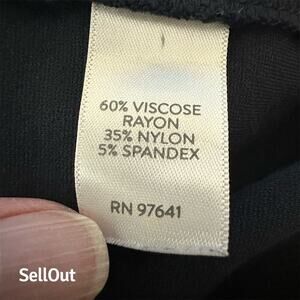 60% VISCOSE
RAYON
35% NYLON
5% SPANDEX
RN 97641
SellOut